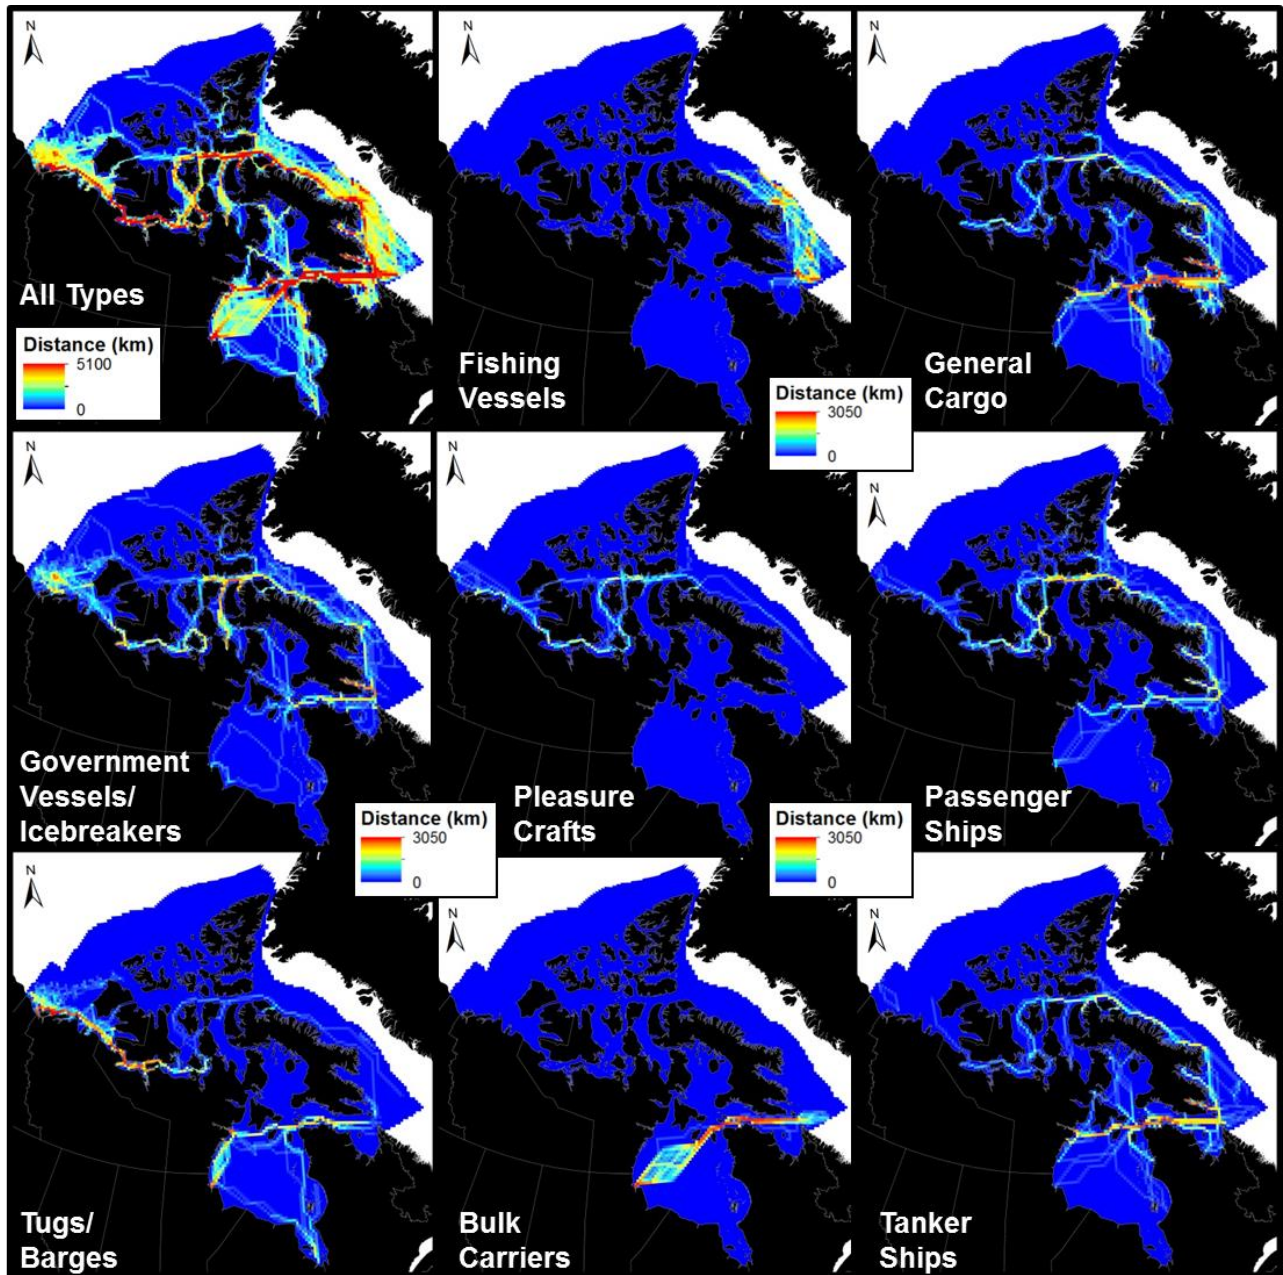 N
N
N
All Types
Distance (km)
5100
0
Fishing
Vessels
General
Cargo
Distance (km)
3050
0
N
N
N
Government
Vessels/
Icebreakers
Pleasure
Crafts
Passenger
Ships
Distance (km)
3050
0
Distance (km)
3050
0
N
N
N
Tugs/
Barges
Bulk
Carriers
Tanker
Ships